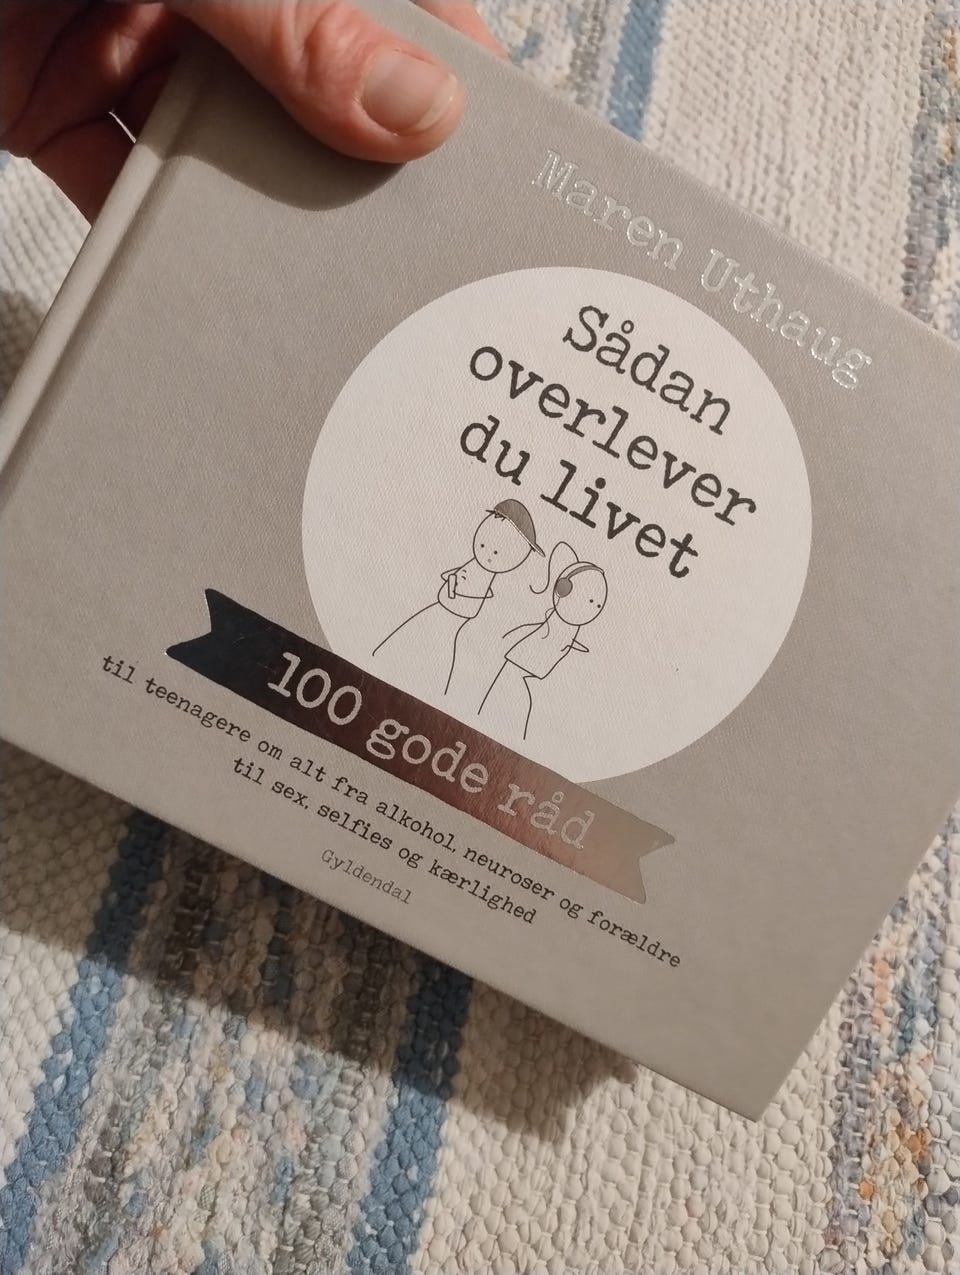 Maren Uthaug
Sådan
overlever
du livet
100 gode råd
til teenagere om alt fra alkohol, neuroser og forældre
til sex, selfies og kærlighed
Gyldendal